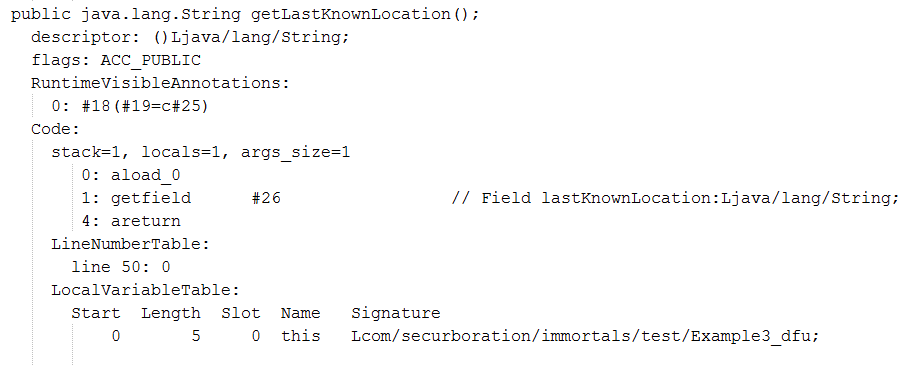 public java.lang.String getLastKnownLocation();
descriptor: ()Ljava/lang/String;
flags: ACC_PUBLIC
RuntimeVisibleAnnotations:
0: #18(#19=c#25)
Code:
stack=1, locals=1, args_size=1
0: aload_0
1: getfield #26 // Field lastKnownLocation:Ljava/lang/String;
4: areturn
LineNumberTable:
line 50: 0
LocalVariableTable:
Start Length Slot Name Signature
0 5 0 this Lcom/securboration/immortals/test/Example3_dfu;